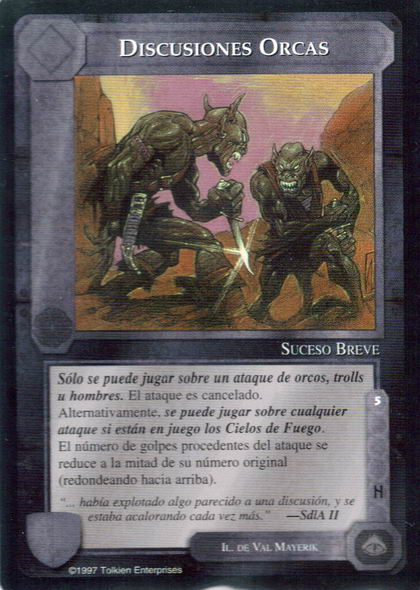 DISCUSIONES ORCAS
SUCESO BREVE
Sólo se puede jugar sobre un ataque de orcos, trolls
u hombres. El ataque es cancelado.
Alternativamente, se puede jugar sobre cualquier
ataque si están en juego los Cielos de Fuego.
El número de golpes procedentes del ataque se
reduce a la mitad de su número original
(redondeando hacia arriba).
"... había explotado algo parecido a una discusión, y se
estaba acalorando cada vez más." —SdlA II
5
H
IL. DE VAL MAYERIK
©1997 Tolkien Enterprises